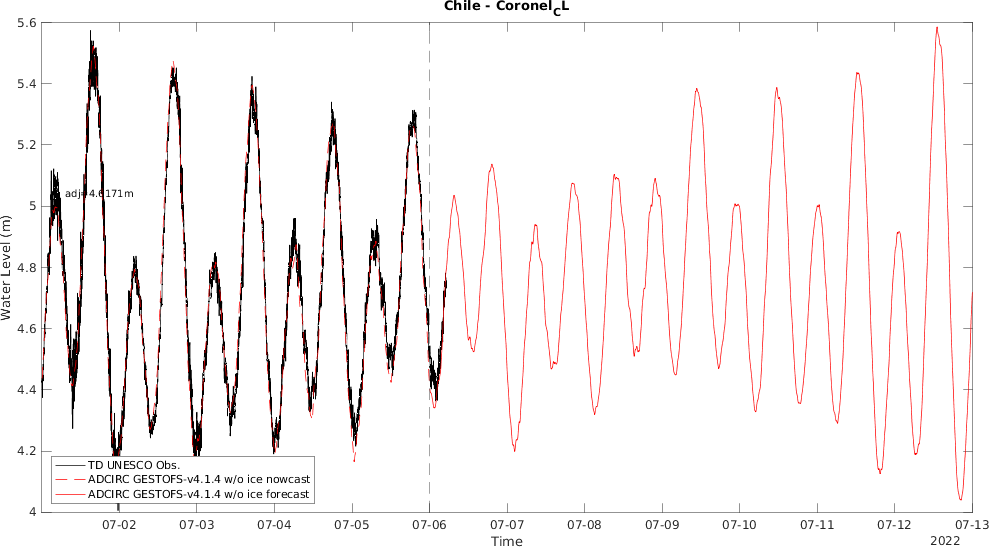 Chile - Coronel_CL
5.6
5.4
5.2
5
4.8
4.6
4.4
4.2
4
Water Level (m)
adj: 4.6171m
TD UNESCO Obs.
ADCIRC GESTOFS-v4.1.4 w/o ice nowcast
ADCIRC GESTOFS-v4.1.4 w/o ice forecast
07-02 07-03 07-04 07-05 07-06 07-07 07-08 07-09 07-10 07-11 07-12 07-13
Time
2022